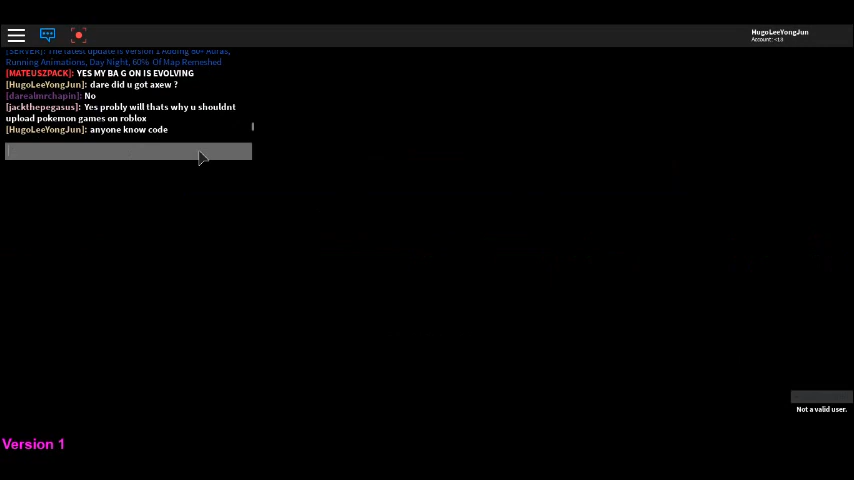 HugoLeeYongJun
Account: <13
[SERVER]: The latest update is Version 1 Adding 60+ Auras,
Running Animations, Day Night, 60% Of Map Remeshed
[MATEUSZPACK]: YES MY BA G ON IS EVOLVING
[HugoLeeYongJun]: dare did u got axew ?
[darealmrchapin]: No
[jackthepegasus]: Yes probly will thats why u shouldnt
upload pokemon games on roblox
[HugoLeeYongJun]: anyone know code
Not a valid user.
Version 1